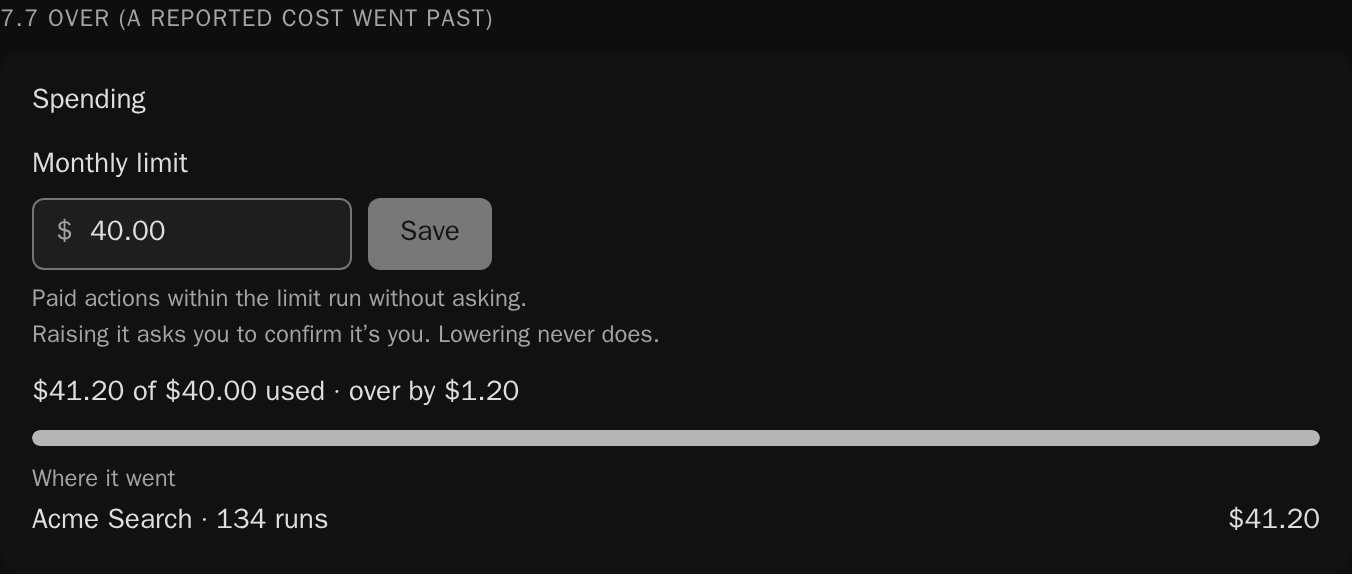 7.7 OVER (A REPORTED COST WENT PAST)
Spending
Monthly limit
$ 40.00
Save
Paid actions within the limit run without asking.
Raising it asks you to confirm it’s you. Lowering never does.
$41.20 of $40.00 used · over by $1.20
Where it went
Acme Search · 134 runs
$41.20